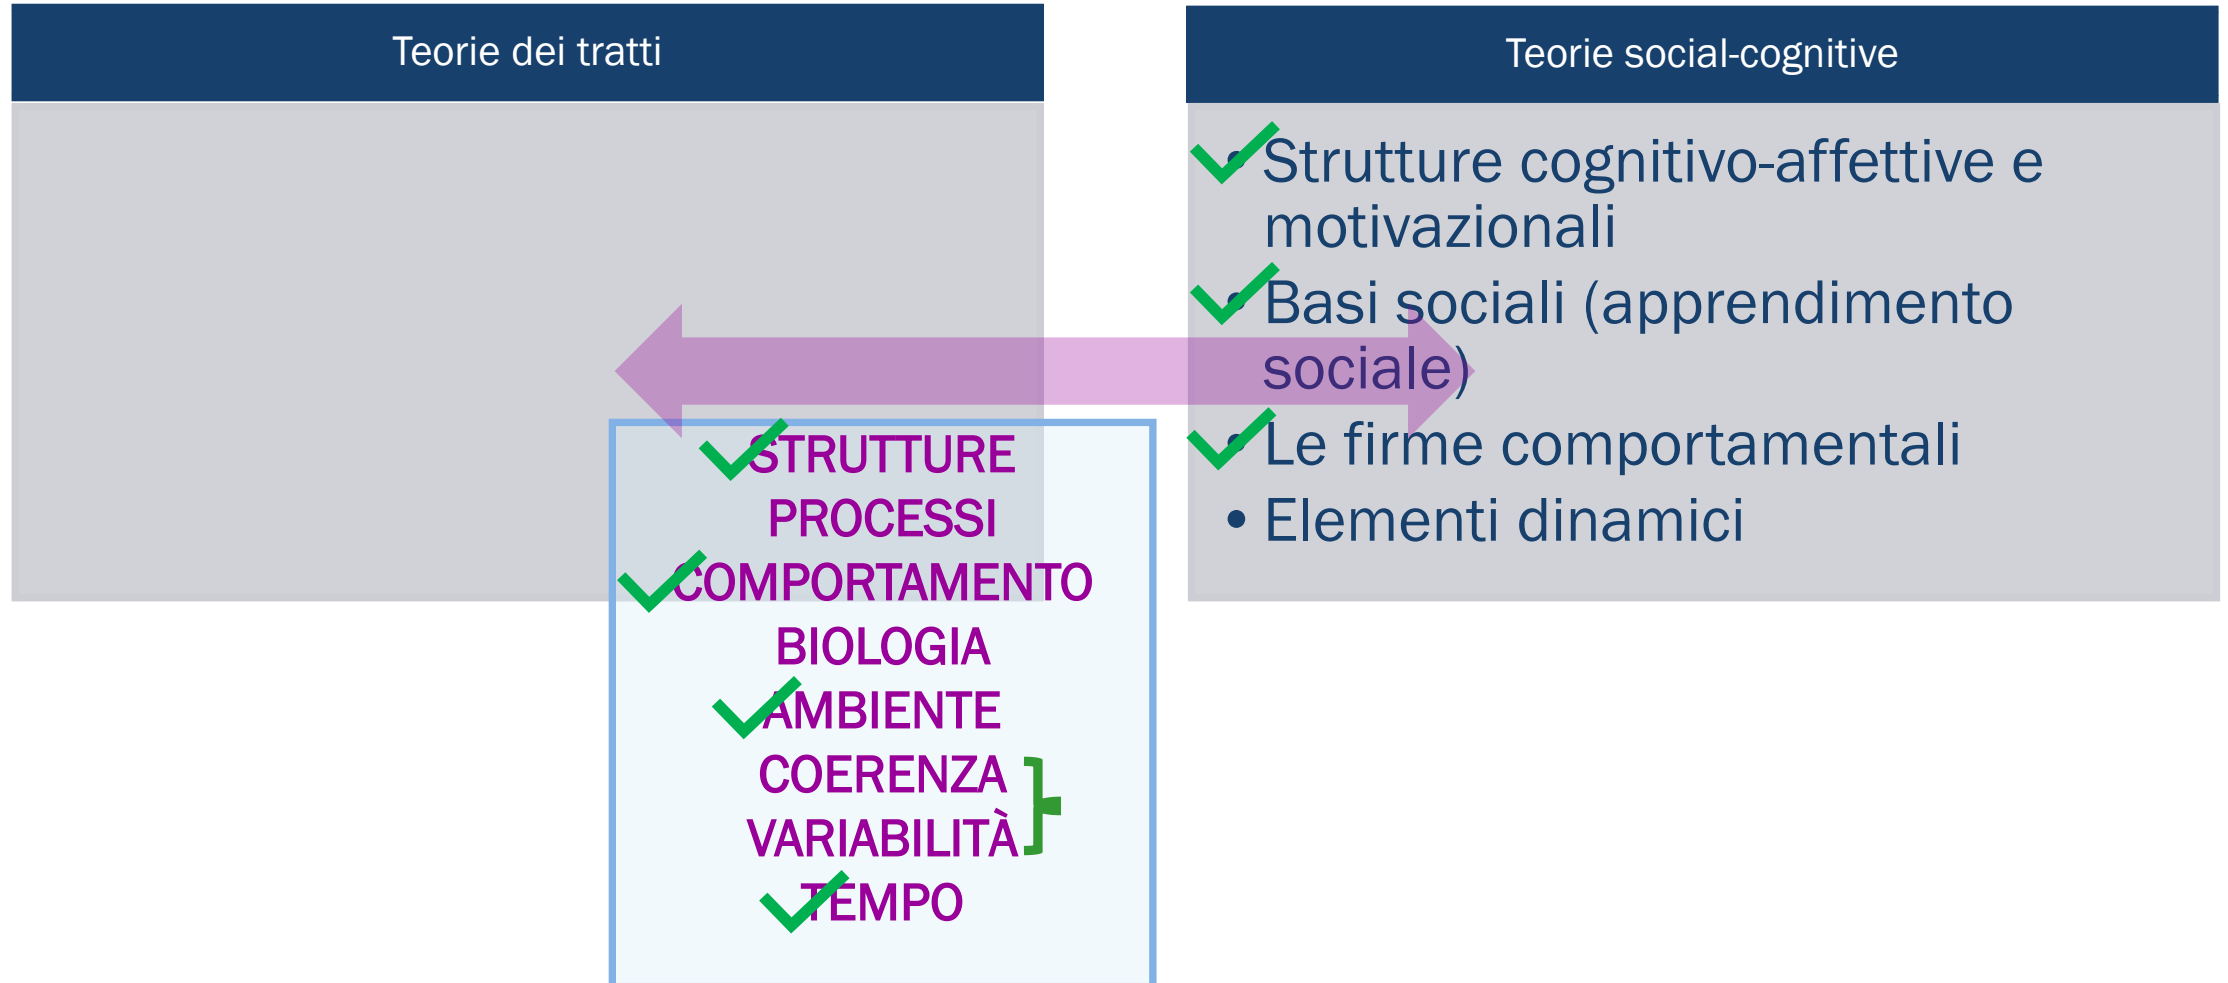 Teorie dei tratti
Teorie social-cognitive
• Strutture cognitivo-affettive e
motivazionali
• Basi sociali (apprendimento
sociale)
• Le firme comportamentali
• Elementi dinamici
STRUTTURE
PROCESSI
COMPORTAMENTO
BIOLOGIA
AMBIENTE
COERENZA
VARIABILITÀ
TEMPO